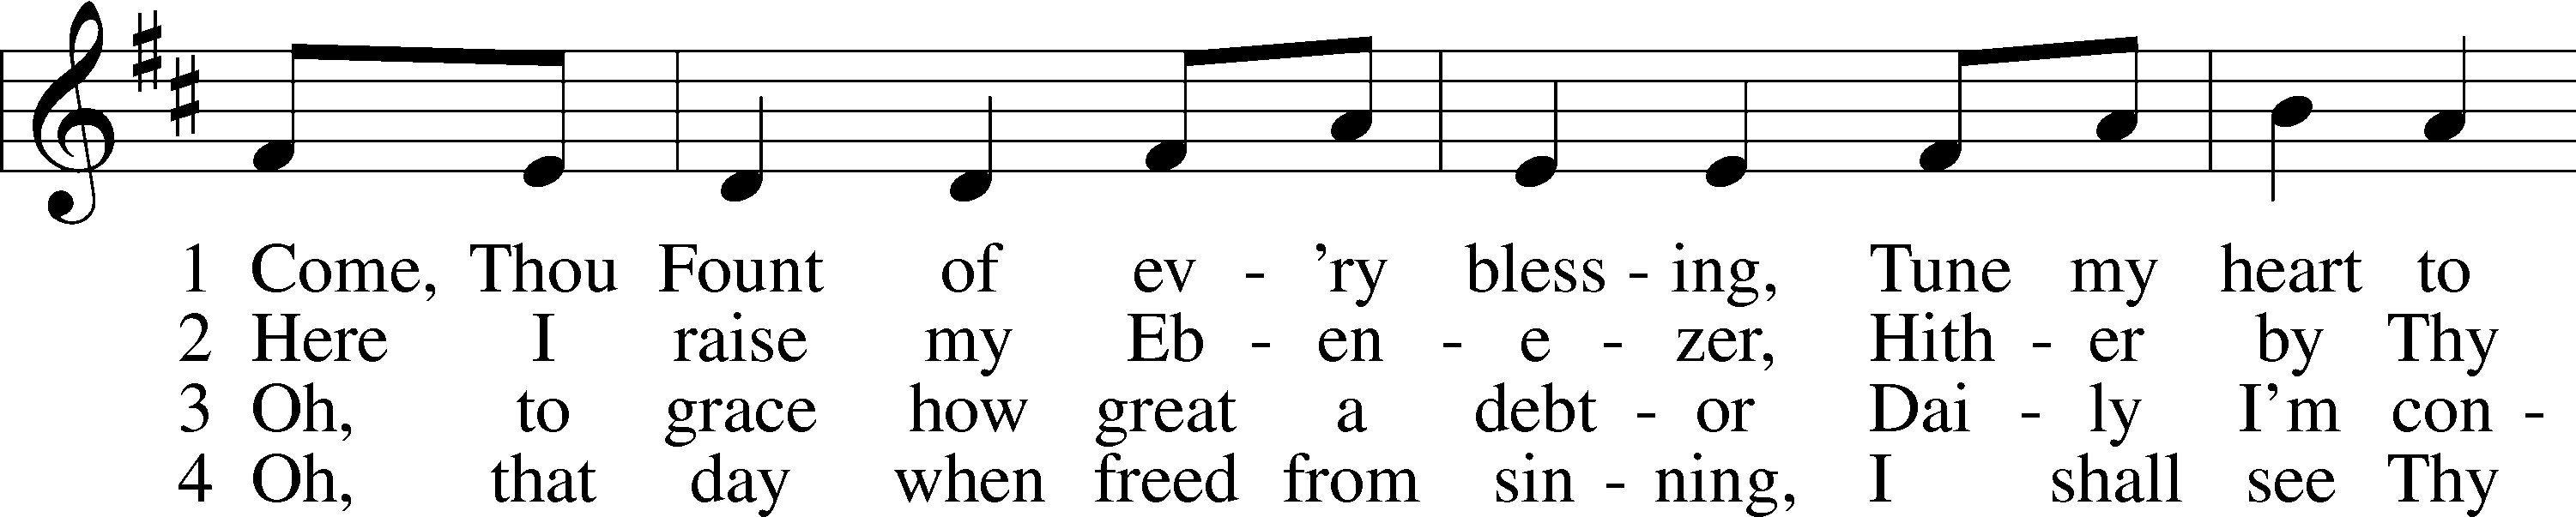 1 Come, Thou Fount of ev - 'ry bless - ing, Tune my heart to
2 Here I raise my Eb - en - e - zer, Hith - er by Thy
3 Oh, to grace how great a debt - or Dai - ly I'm con -
4 Oh, that day when freed from sin - ning, I shall see Thy